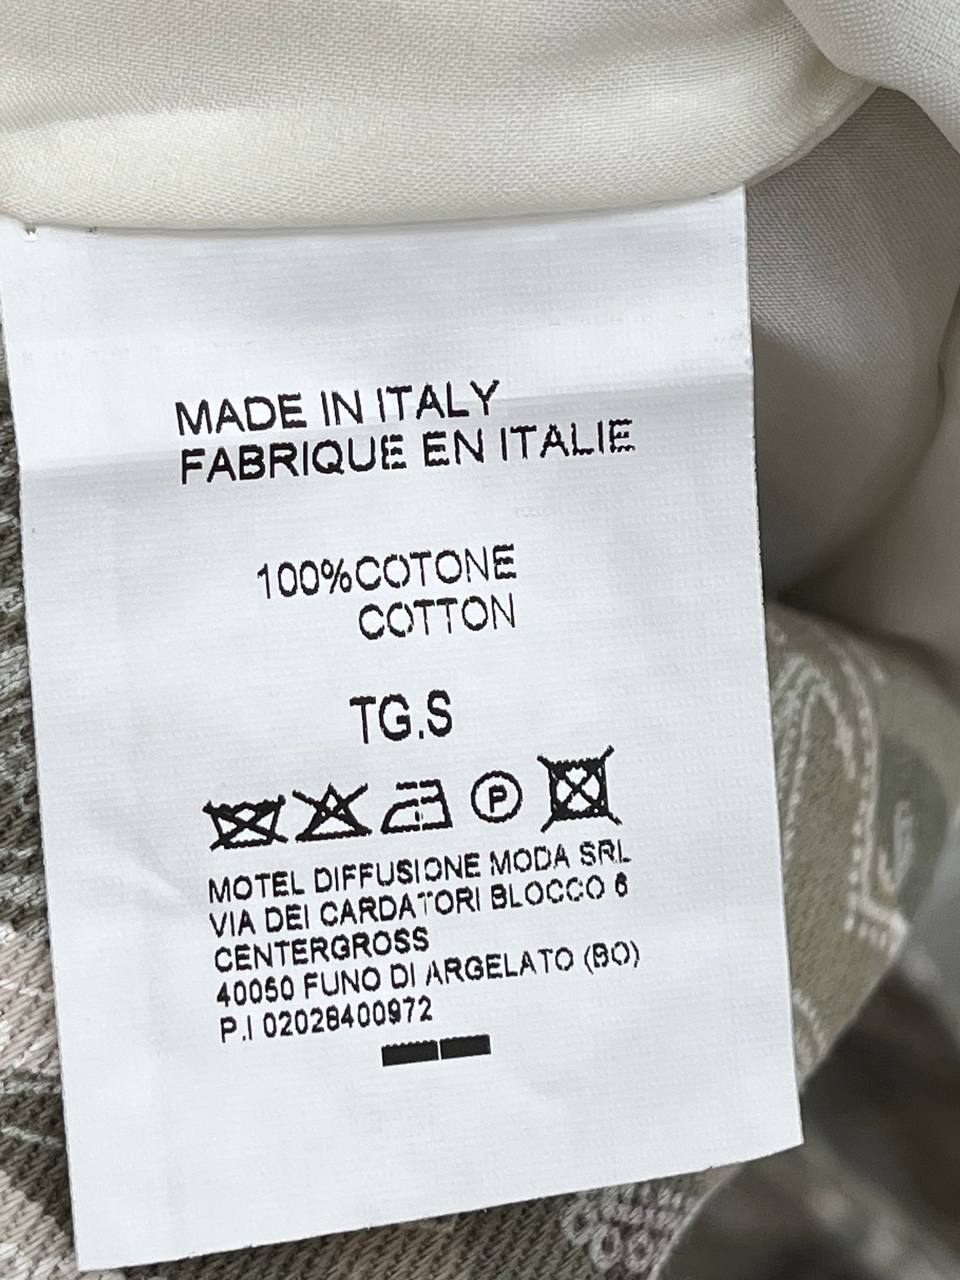 MADE IN ITALY
FABRIQUE EN ITALIE
100%COTONE
COTTON
TG.S
P
MOTEL DIFFUSIONE MODA SRL
VIA DEI CARDATORI BLOCCO 6
CENTERGROSS
40050 FUNO DI ARGELATO (BO)
P.I 02028400972